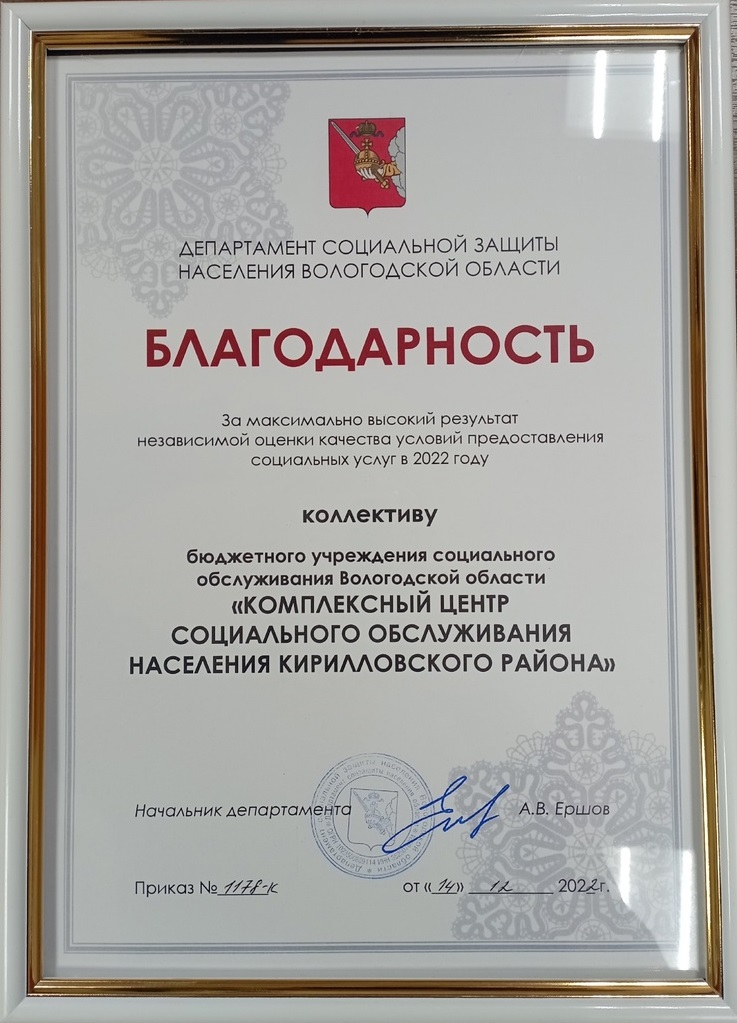 ДЕПАРТАМЕНТ СОЦИАЛЬНОЙ ЗАЩИТЫ
НАСЕЛЕНИЯ ВОЛОГОДСКОЙ ОБЛАСТИ
БЛАГОДАРНОСТЬ
За максимально высокий результат
независимой оценки качества условий предоставления
социальных услуг в 2022 году
коллективу
бюджетного учреждения социального
обслуживания Вологодской области
«КОМПЛЕКСНЫЙ ЦЕНТР
СОЦИАЛЬНОГО ОБСЛУЖИВАНИЯ
НАСЕЛЕНИЯ КИРИЛЛОВСКОГО РАЙОНА»
Начальник департамента А.В. Ершов
Приказ № 1178-к от «14» 12 2022г.